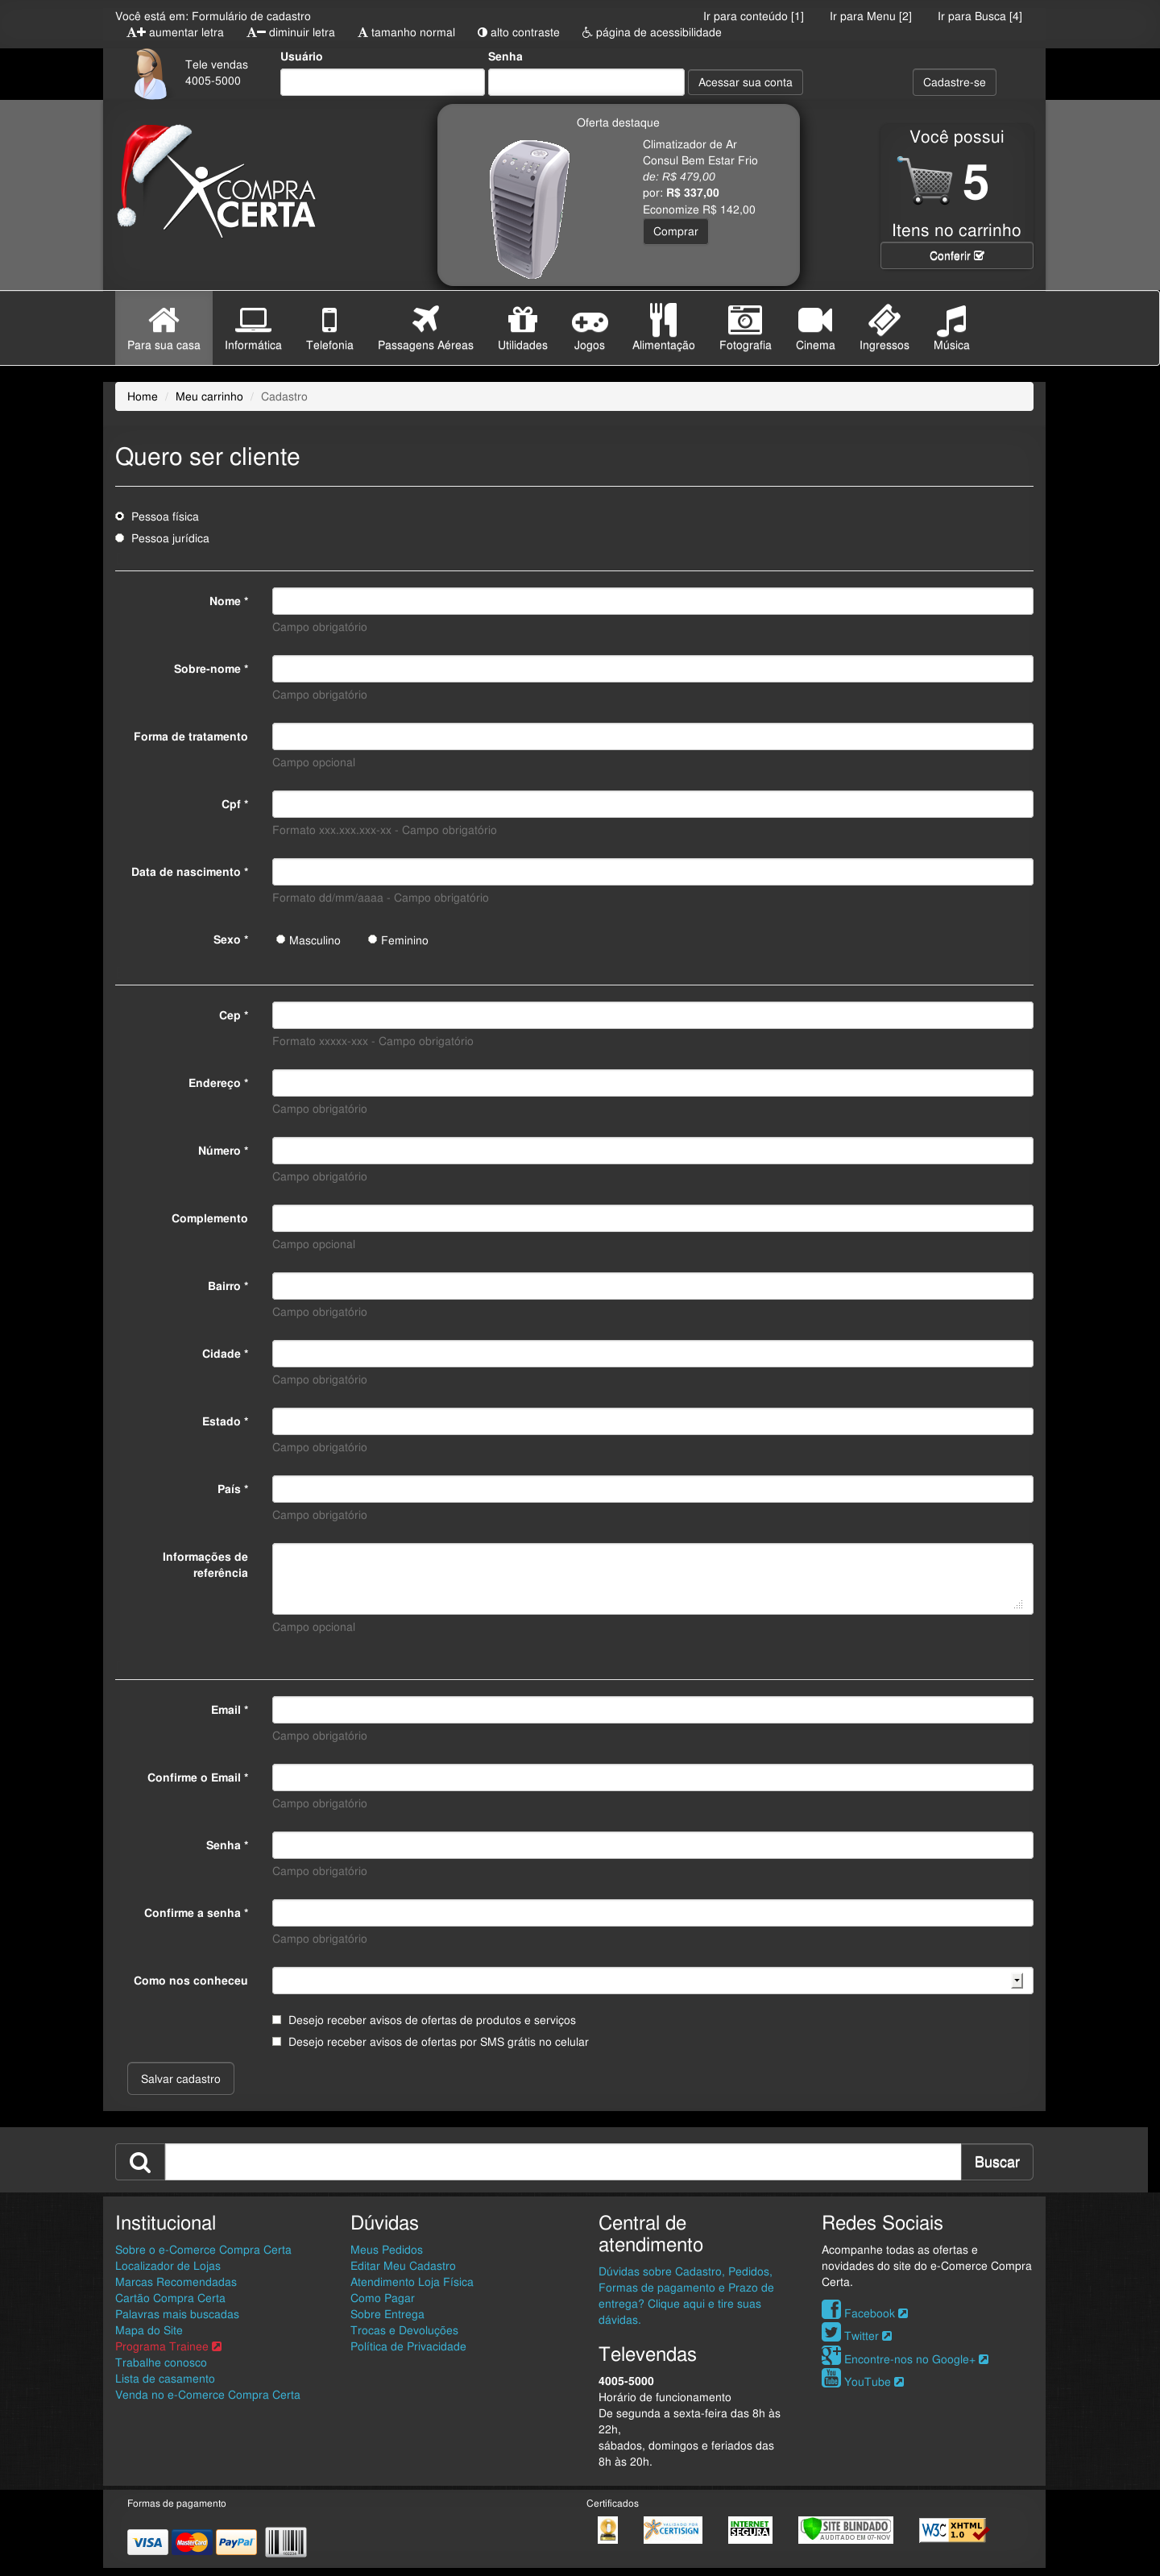 Você está em: Formulário de cadastro
Ir para conteúdo [1] Ir para Menu [2] Ir para Busca [4]
A+ aumentar letra A− diminuir letra A tamanho normal alto contraste página de acessibilidade
Tele vendas
4005-5000
Usuário
Senha
Acessar sua conta
Cadastre-se
COMPRA
CERTA
Oferta destaque
Climatizador de Ar
Consul Bem Estar Frio
de: R$ 479,00
por: R$ 337,00
Economize R$ 142,00
Comprar
Você possui
5
Itens no carrinho
Conferir
Para sua casa Informática Telefonia Passagens Aéreas Utilidades Jogos Alimentação Fotografia Cinema Ingressos Música
Home / Meu carrinho / Cadastro
Quero ser cliente
Pessoa física
Pessoa jurídica
Nome *
Campo obrigatório
Sobre-nome *
Campo obrigatório
Forma de tratamento
Campo opcional
Cpf *
Formato xxx.xxx.xxx-xx - Campo obrigatório
Data de nascimento *
Formato dd/mm/aaaa - Campo obrigatório
Sexo * Masculino Feminino
Cep *
Formato xxxxx-xxx - Campo obrigatório
Endereço *
Campo obrigatório
Número *
Campo obrigatório
Complemento
Campo opcional
Bairro *
Campo obrigatório
Cidade *
Campo obrigatório
Estado *
Campo obrigatório
País *
Campo obrigatório
Informações de
referência
Campo opcional
Email *
Campo obrigatório
Confirme o Email *
Campo obrigatório
Senha *
Campo obrigatório
Confirme a senha *
Campo obrigatório
Como nos conheceu
Desejo receber avisos de ofertas de produtos e serviços
Desejo receber avisos de ofertas por SMS grátis no celular
Salvar cadastro
Buscar
Institucional
Sobre o e-Comerce Compra Certa
Localizador de Lojas
Marcas Recomendadas
Cartão Compra Certa
Palavras mais buscadas
Mapa do Site
Programa Trainee
Trabalhe conosco
Lista de casamento
Venda no e-Comerce Compra Certa
Dúvidas
Meus Pedidos
Editar Meu Cadastro
Atendimento Loja Física
Como Pagar
Sobre Entrega
Trocas e Devoluções
Política de Privacidade
Central de
atendimento
Dúvidas sobre Cadastro, Pedidos,
Formas de pagamento e Prazo de
entrega? Clique aqui e tire suas
dávidas.
Televendas
4005-5000
Horário de funcionamento
De segunda a sexta-feira das 8h às
22h,
sábados, domingos e feriados das
8h às 20h.
Redes Sociais
Acompanhe todas as ofertas e
novidades do site do e-Comerce Compra
Certa.
Facebook
Twitter
Encontre-nos no Google+
YouTube
Formas de pagamento
VISA MasterCard PayPal
Certificados
CERTISIGN
INTERNET
SEGURA
SITE BLINDADO
AUDITADO EM 07-NOV
W3C XHTML
1.0